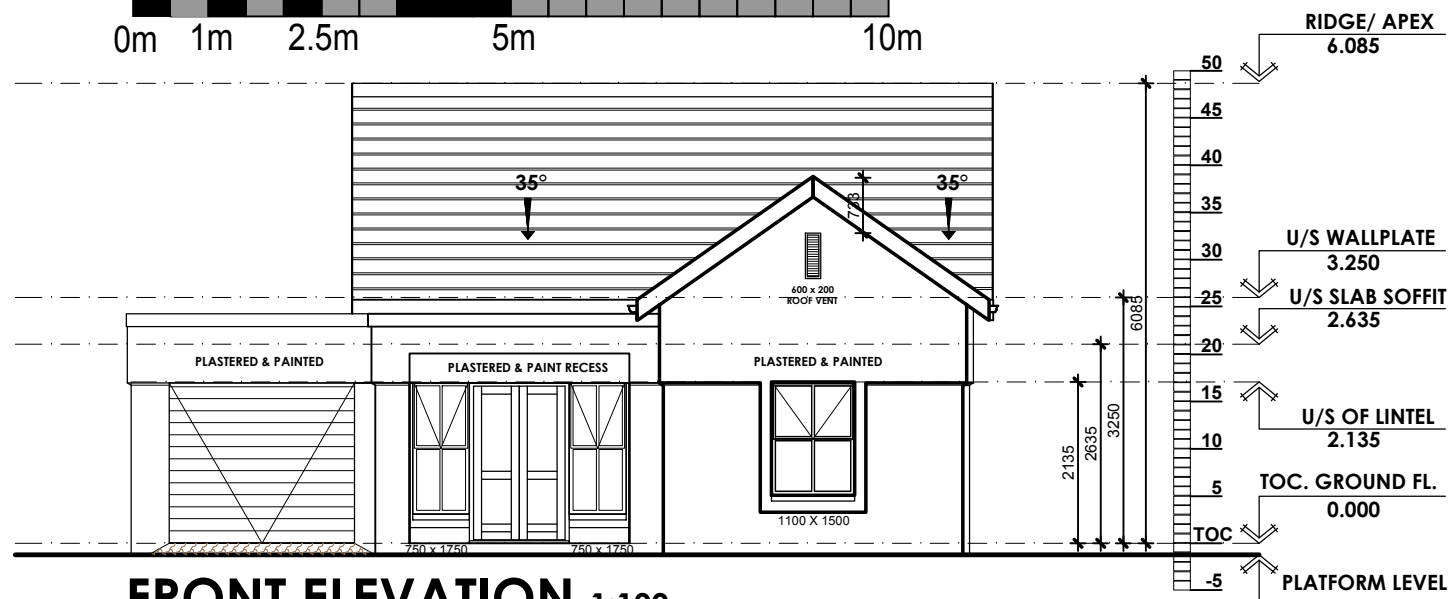 0m 1m 2.5m 5m 10m
RIDGE/ APEX
6.085
50
45
40
35
30
25
20
15
10
5
TOC
-5
35°
35°
733
600 x 200
ROOF VENT
U/S WALLPLATE
3.250
U/S SLAB SOFFIT
2.635
6085
3250
2635
2135
PLASTERED & PAINTED
PLASTERED & PAINT RECESS
PLASTERED & PAINTED
U/S OF LINTEL
2.135
TOC. GROUND FL.
0.000
1100 X 1500
750 x 1750
750 x 1750
PLATFORM LEVEL
FRONT ELEVATION 1:100